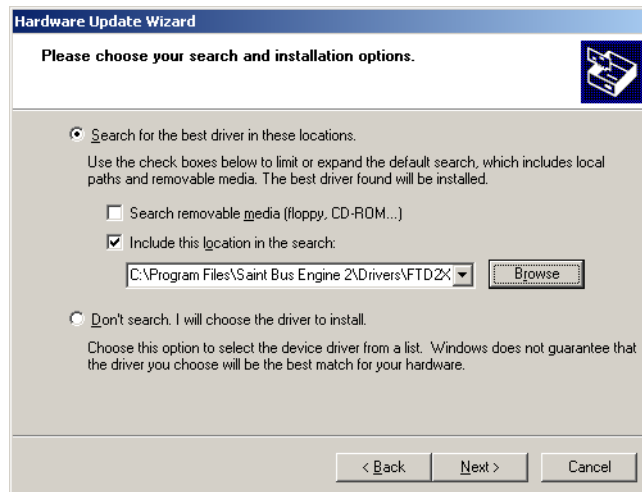 Hardware Update Wizard
Please choose your search and installation options.
Search for the best driver in these locations.
Use the check boxes below to limit or expand the default search, which includes local
paths and removable media. The best driver found will be installed.
Search removable media (floppy, CD-ROM...)
Include this location in the search:
C:\Program Files\Saint Bus Engine 2\Drivers\FTD2X
Browse
Don't search. I will choose the driver to install.
Choose this option to select the device driver from a list. Windows does not guarantee that
the driver you choose will be the best match for your hardware.
< Back Next > Cancel